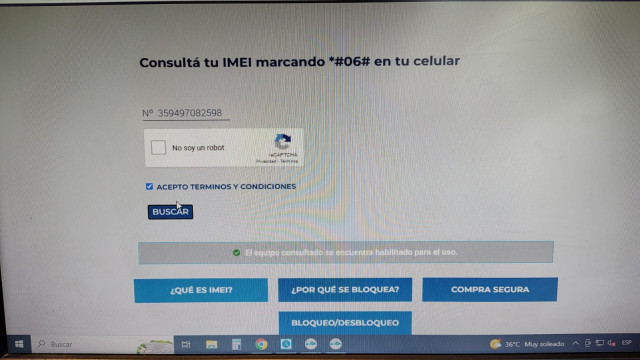 Consultá tu IMEI marcando *#06# en tu celular
Nº 359497082598
No soy un robot
reCAPTCHA
Privacidad - Términos
ACEPTO TERMINOS Y CONDICIONES
BUSCAR
El equipo consultado se encuentra habilitado para el uso.
¿QUÉ ES IMEI?
¿POR QUÉ SE BLOQUEA?
COMPRA SEGURA
BLOQUEO/DESBLOQUEO
Buscar
36°C Muy soleado
ESP